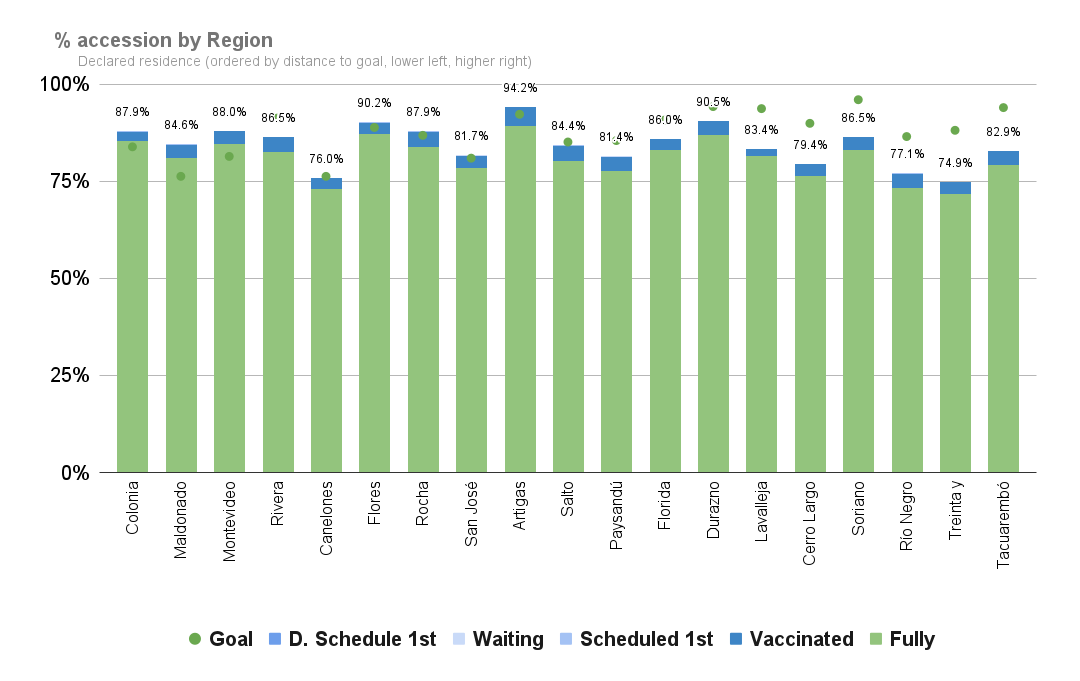 % accession by Region
Declared residence (ordered by distance to goal, lower left, higher right)
100%
75%
50%
25%
0%
87.9%
84.6%
88.0%
86.5%
76.0%
90.2%
87.9%
81.7%
94.2%
84.4%
81.4%
86.0%
90.5%
83.4%
79.4%
86.5%
77.1%
74.9%
82.9%
Colonia
Maldonado
Montevideo
Rivera
Canelones
Flores
Rocha
San José
Artigas
Salto
Paysandú
Florida
Durazno
Lavalleja
Cerro Largo
Soriano
Río Negro
Treinta y
Tacuarembó
Goal D. Schedule 1st Waiting Scheduled 1st Vaccinated Fully